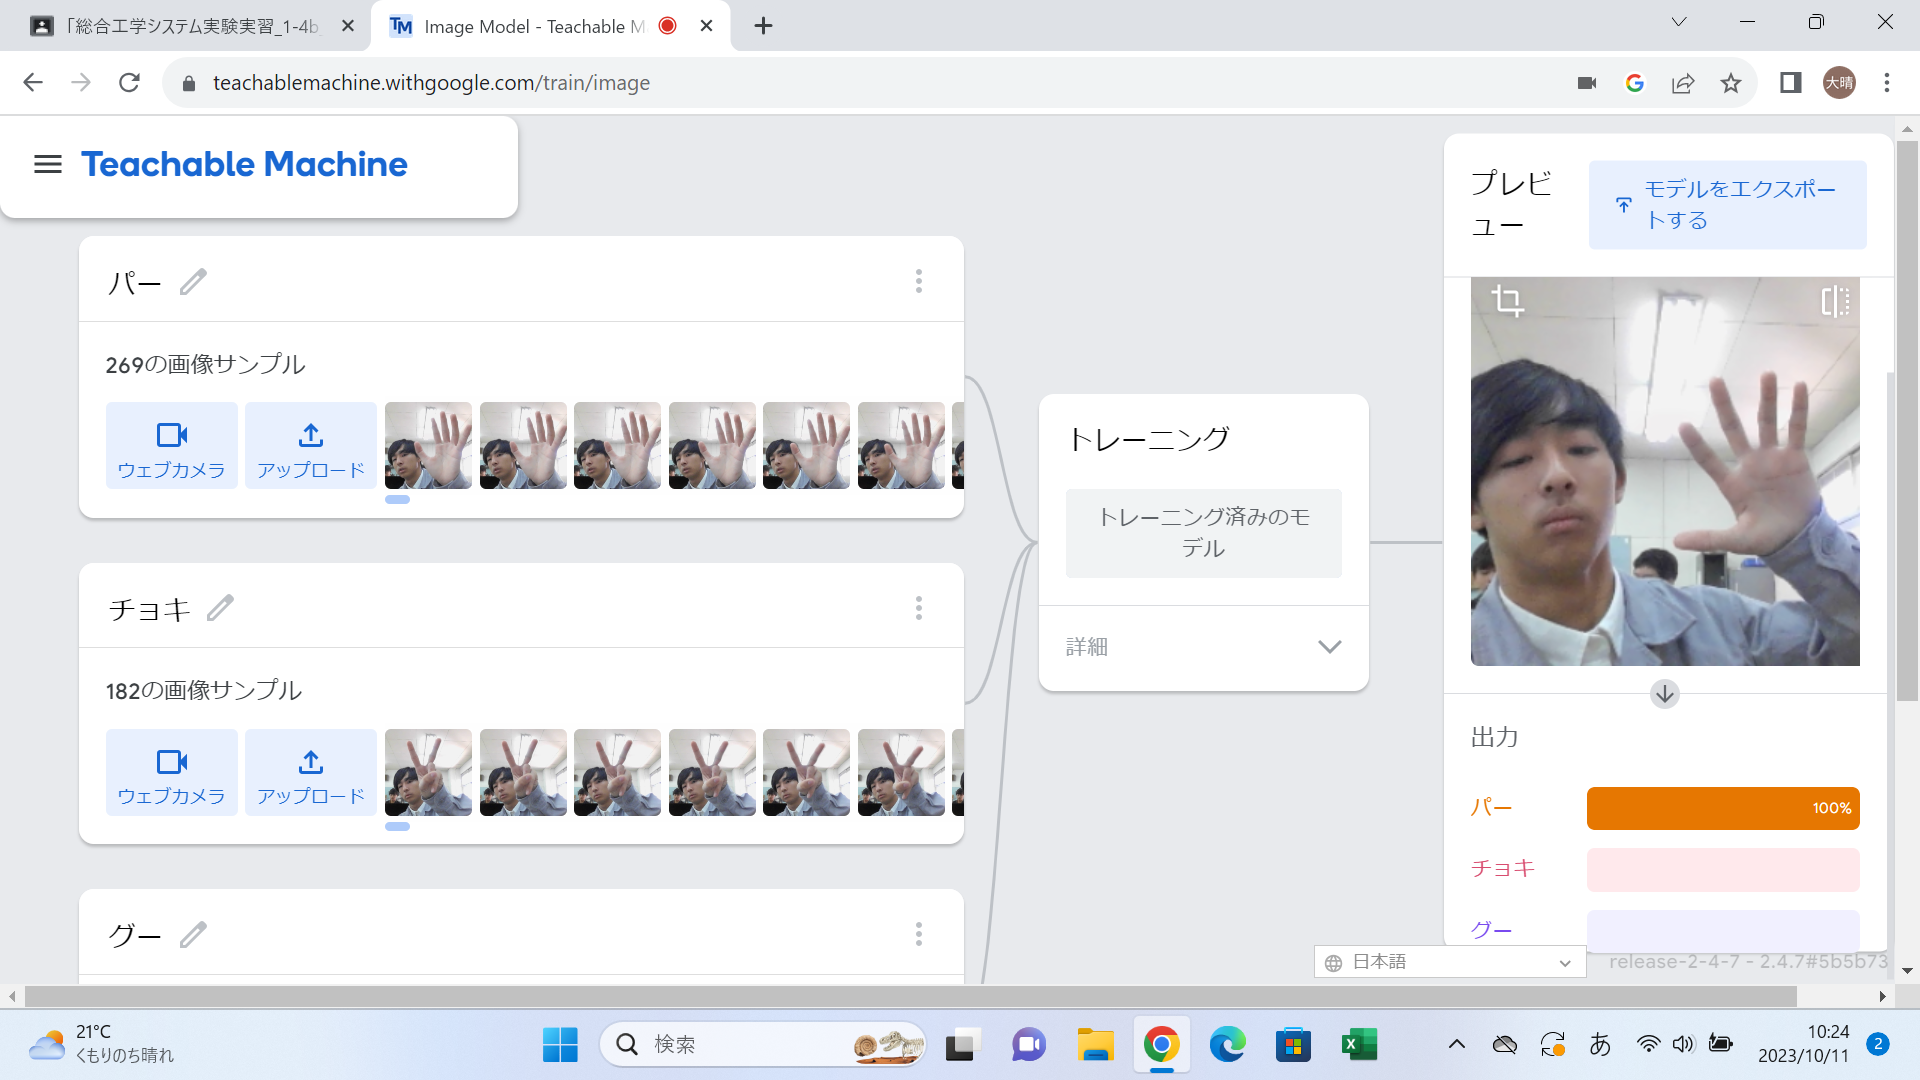 「総合工学システム実験実習_1-4b_
Image Model - Teachable M
teachablemachine.withgoogle.com/train/image
大晴
Teachable Machine
パー
269の画像サンプル
ウェブカメラ
アップロード
チョキ
182の画像サンプル
ウェブカメラ
アップロード
グー
トレーニング
トレーニング済みのモ
デル
詳細
プレビ
ュー
モデルをエクスポー
トする
出力
パー
100%
チョキ
グー
日本語
release-2-4-7 - 2.4.7#5b5b73
21°C
くもりのち晴れ
検索
あ
10:24
2023/10/11
2